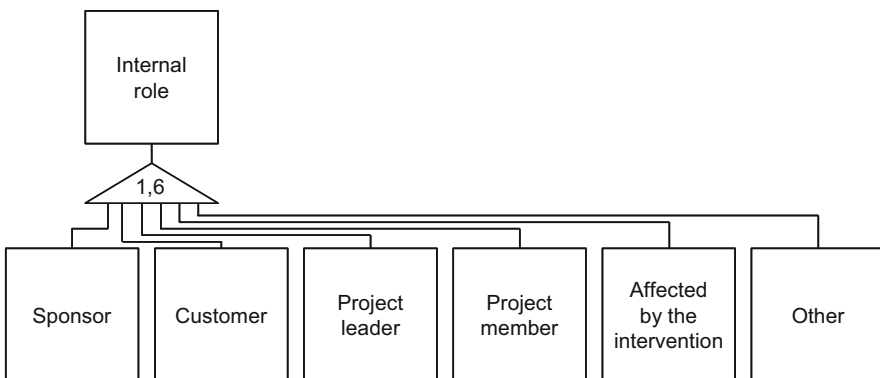 Internal
role
1,6
Sponsor
Customer
Project
leader
Project
member
Affected
by the
intervention
Other